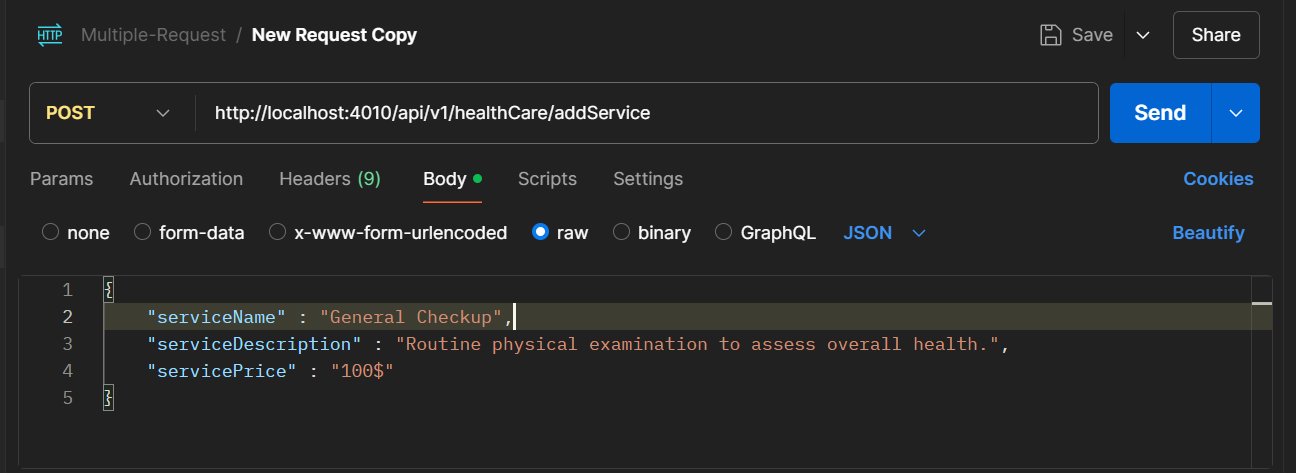 HTTP Multiple-Request / New Request Copy Save Share
POST http://localhost:4010/api/v1/healthCare/addService Send
Params Authorization Headers (9) Body Scripts Settings Cookies
none form-data x-www-form-urlencoded raw binary GraphQL JSON Beautify
1 {
2 "serviceName" : "General Checkup",
3 "serviceDescription" : "Routine physical examination to assess overall health.",
4 "servicePrice" : "100$"
5 }